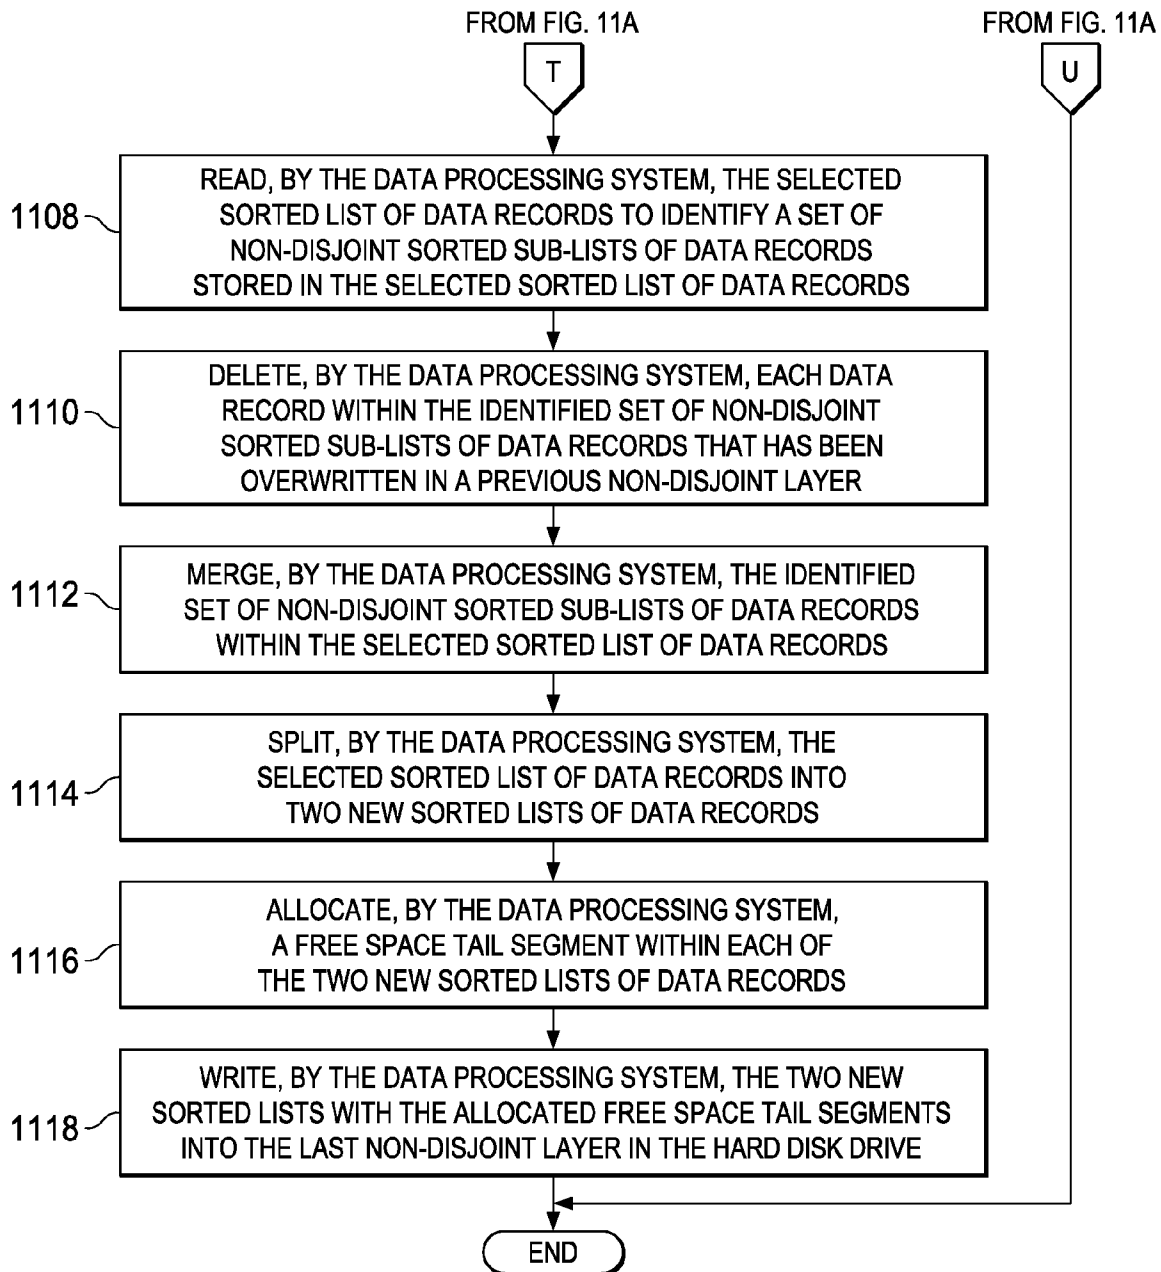 FROM FIG. 11A
FROM FIG. 11A
T
U
1108
READ, BY THE DATA PROCESSING SYSTEM, THE SELECTED
SORTED LIST OF DATA RECORDS TO IDENTIFY A SET OF
NON-DISJOINT SORTED SUB-LISTS OF DATA RECORDS
STORED IN THE SELECTED SORTED LIST OF DATA RECORDS
1110
DELETE, BY THE DATA PROCESSING SYSTEM, EACH DATA
RECORD WITHIN THE IDENTIFIED SET OF NON-DISJOINT
SORTED SUB-LISTS OF DATA RECORDS THAT HAS BEEN
OVERWRITTEN IN A PREVIOUS NON-DISJOINT LAYER
1112
MERGE, BY THE DATA PROCESSING SYSTEM, THE IDENTIFIED
SET OF NON-DISJOINT SORTED SUB-LISTS OF DATA RECORDS
WITHIN THE SELECTED SORTED LIST OF DATA RECORDS
1114
SPLIT, BY THE DATA PROCESSING SYSTEM, THE
SELECTED SORTED LIST OF DATA RECORDS INTO
TWO NEW SORTED LISTS OF DATA RECORDS
1116
ALLOCATE, BY THE DATA PROCESSING SYSTEM,
A FREE SPACE TAIL SEGMENT WITHIN EACH OF
THE TWO NEW SORTED LISTS OF DATA RECORDS
1118
WRITE, BY THE DATA PROCESSING SYSTEM, THE TWO NEW
SORTED LISTS WITH THE ALLOCATED FREE SPACE TAIL SEGMENTS
INTO THE LAST NON-DISJOINT LAYER IN THE HARD DISK DRIVE
END